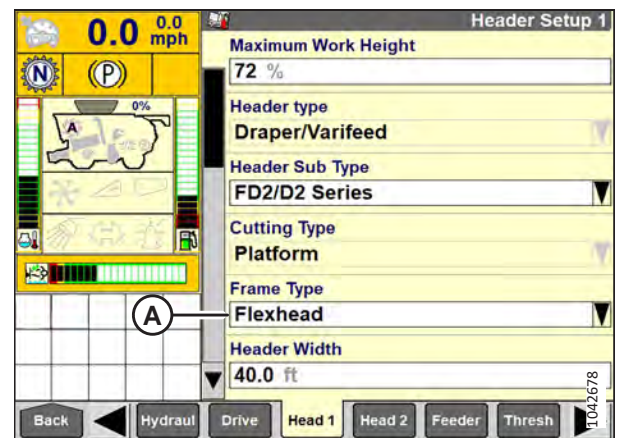 0.0 0.0
mph
Header Setup 1
N (P)
0%
A
Maximum Work Height
72 %
Header type
Draper/Varifeed
Header Sub Type
FD2/D2 Series
Cutting Type
Platform
Frame Type
A
Flexhead
Header Width
40.0 ft
1042678
Back Hydraul Drive Head 1 Head 2 Feeder Thresh